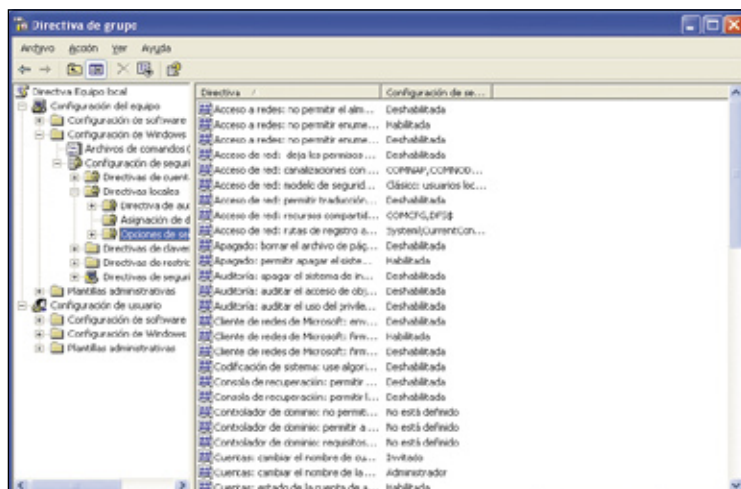 Directiva de grupo
Archivo Acción Ver Ayuda
Directiva Equipo local
Configuración del equipo
Configuración de software
Configuración de Windows
Archivos de comandos (
Configuración de seguri
Directivas de cuent
Directivas locales
Directiva de au
Asignación de d
Opciones de se
Directivas de claves
Directivas de restric
Directivas de seguri
Plantillas administrativas
Configuración de usuario
Configuración de software
Configuración de Windows
Plantillas administrativas
Directiva / Configuración de se...
Acceso a redes: no permitir el alm... Deshabilitada
Acceso a redes: no permitir enume... Habilitada
Acceso a redes: no permitir enume... Deshabilitada
Acceso de red: deja los permisos ... Deshabilitada
Acceso de red: canalizaciones con ... COMNAP,COMNOD...
Acceso de red: modelo de segurid... Clásico: usuarios loc...
Acceso de red: permitir traducción... Deshabilitada
Acceso de red: recursos compartid... COMCFG,DFS$
Acceso de red: rutas de registro a... System\CurrentCon...
Apagado: borrar el archivo de pág... Deshabilitada
Apagado: permitir apagar el siste... Habilitada
Auditoría: apagar el sistema de in... Deshabilitada
Auditoría: auditar el acceso de obj... Deshabilitada
Auditoría: auditar el uso del privile... Deshabilitada
Cliente de redes de Microsoft: env... Deshabilitada
Cliente de redes de Microsoft: firm... Habilitada
Cliente de redes de Microsoft: firm... Deshabilitada
Codificación de sistema: use algori... Deshabilitada
Consola de recuperación: permitir ... Deshabilitada
Consola de recuperación: permitir l... Deshabilitada
Controlador de dominio: no permit... No está definido
Controlador de dominio: permitir a ... No está definido
Controlador de dominio: requisitos... No está definido
Cuentas: cambiar el nombre de cu... Invitado
Cuentas: cambiar el nombre de la ... Administrador
Cuentas: estado de la cuenta de a... Habilitada